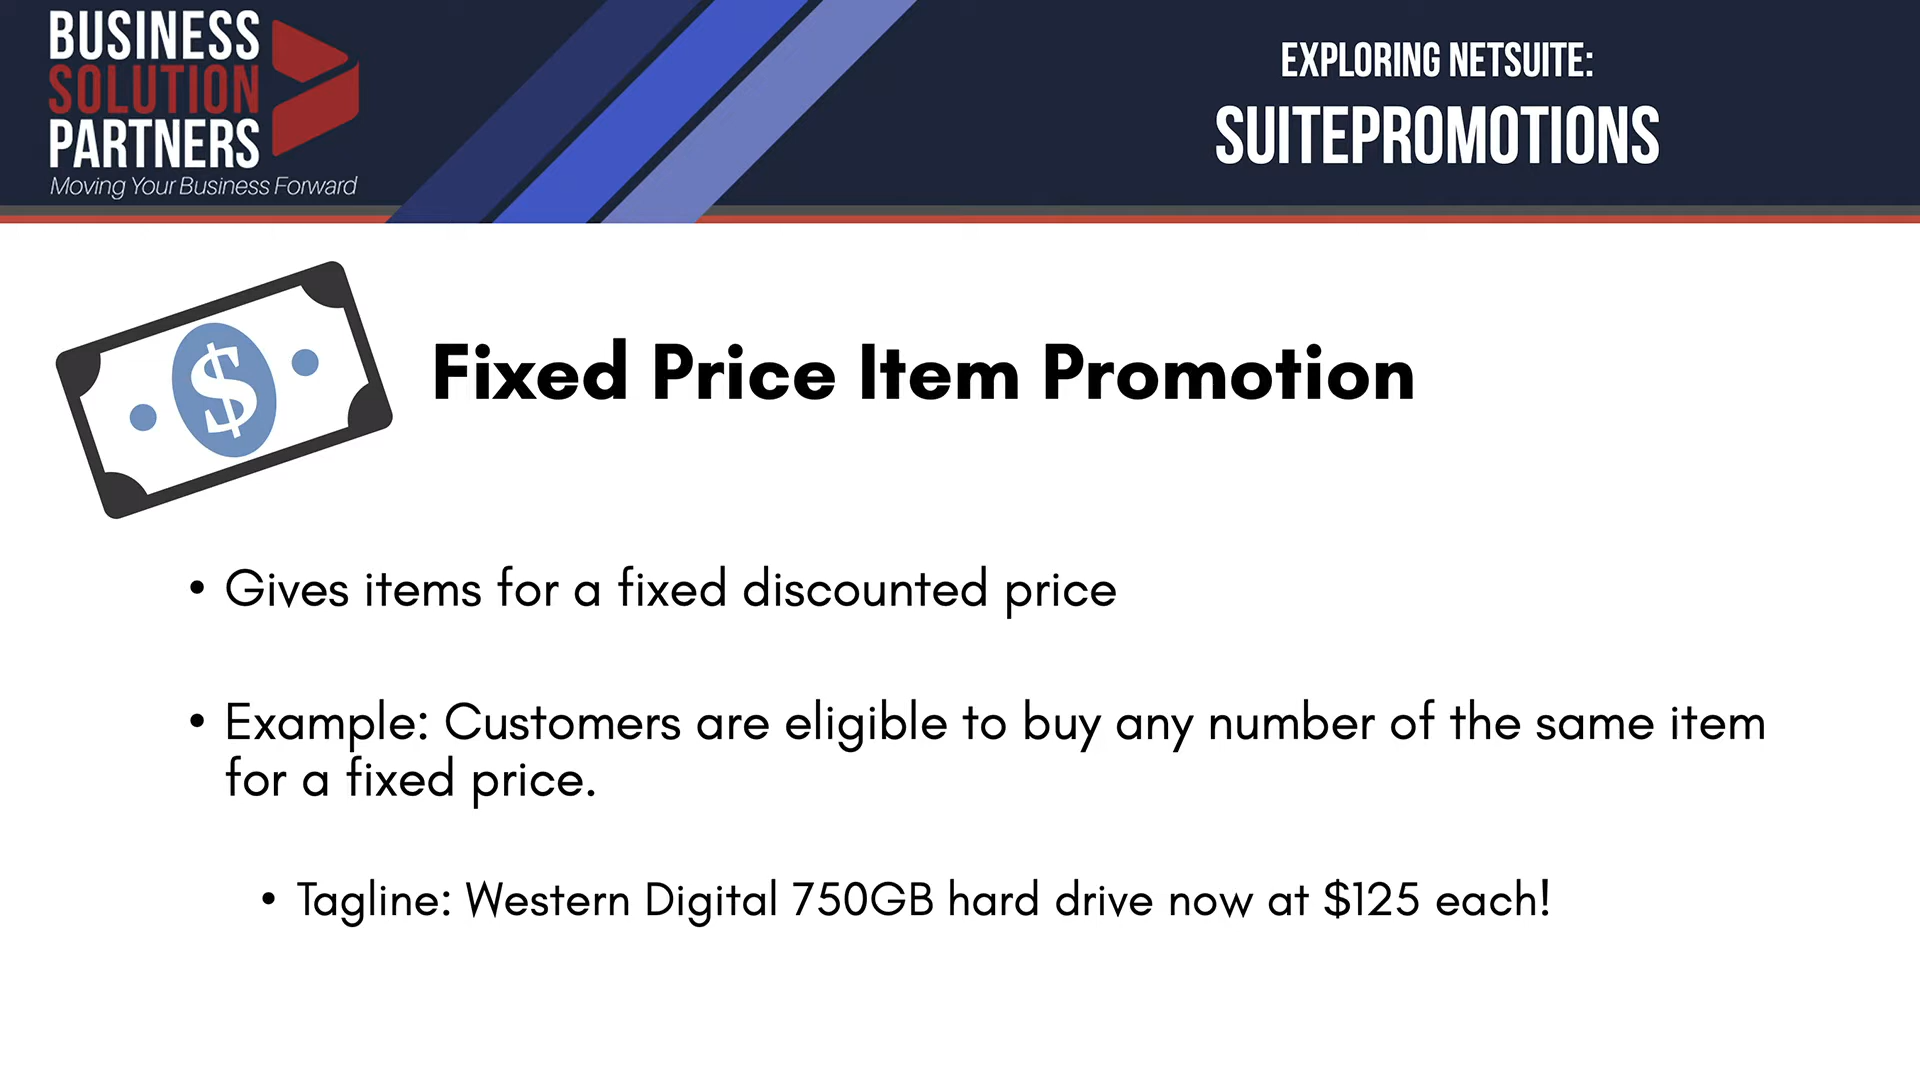 BUSINESS
SOLUTION
PARTNERS
Moving Your Business Forward
EXPLORING NETSUITE:
SUITEPROMOTIONS
$
Fixed Price Item Promotion
• Gives items for a fixed discounted price
• Example: Customers are eligible to buy any number of the same item
for a fixed price.
• Tagline: Western Digital 750GB hard drive now at $125 each!